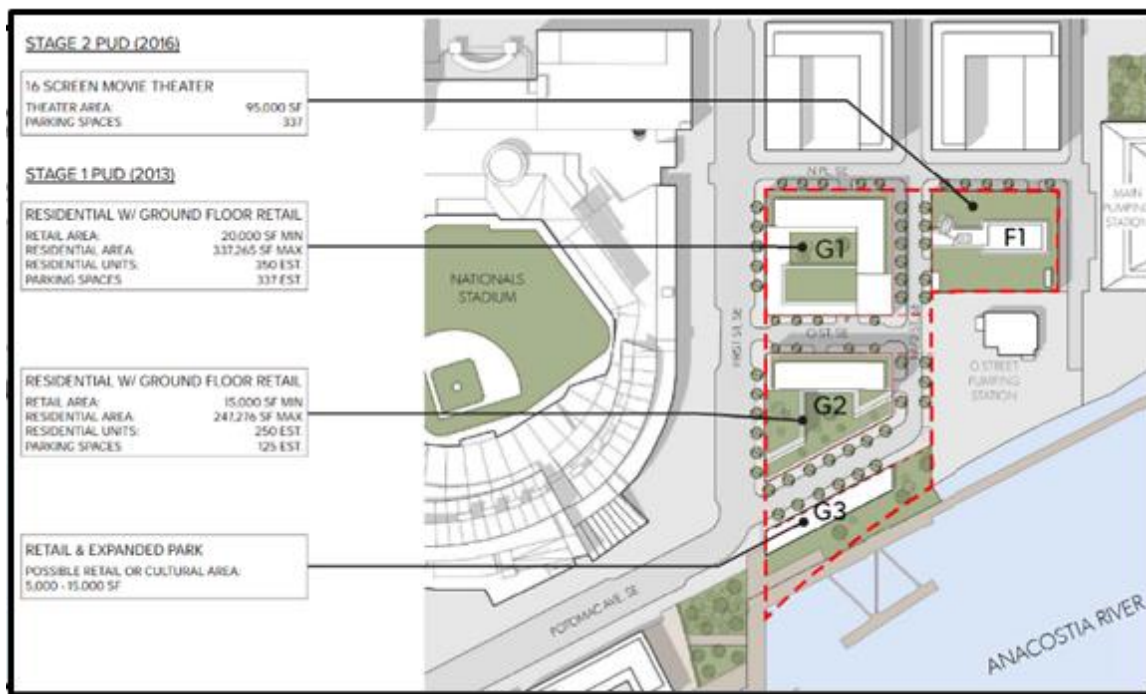 STAGE 2 PUD (2016)
16 SCREEN MOVIE THEATER
THEATER AREA: 95,000 SF
PARKING SPACES 337
STAGE 1 PUD (2013)
RESIDENTIAL W/ GROUND FLOOR RETAIL
RETAIL AREA: 20,000 SF MIN
RESIDENTIAL AREA: 337,265 SF MAX
RESIDENTIAL UNITS: 350 EST.
PARKING SPACES 337 EST.
RESIDENTIAL W/ GROUND FLOOR RETAIL
RETAIL AREA: 15,000 SF MIN
RESIDENTIAL AREA: 247,276 SF MAX
RESIDENTIAL UNITS: 250 EST.
PARKING SPACES 125 EST.
RETAIL & EXPANDED PARK
POSSIBLE RETAIL OR CULTURAL AREA:
5,000 - 15,000 SF
N PL. SE
MAIN
PUMPING
STATION
F1
G1
NATIONALS
STADIUM
FIRST ST. SE
O ST. SE
O STREET
PUMPING
STATION
G2
G3
POTOMAC AVE. SE
ANACOSTIA RIVER